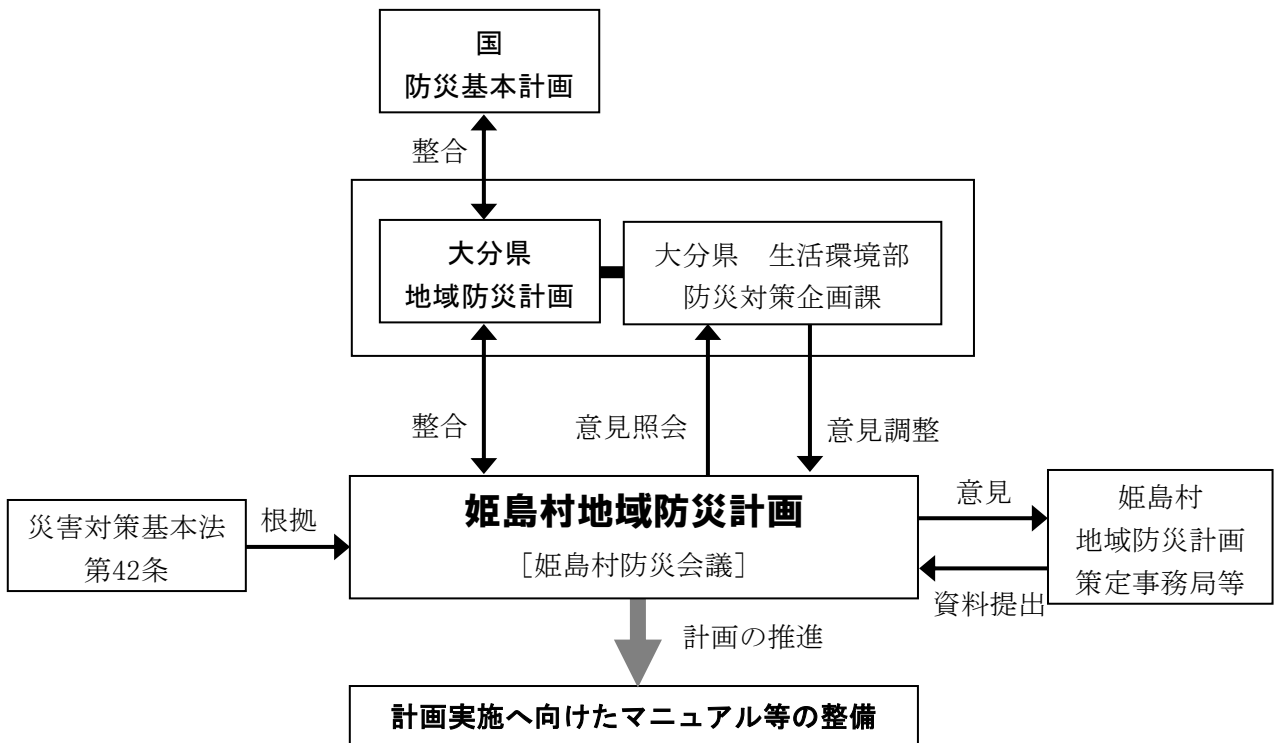 国
防災基本計画
整合
大分県
地域防災計画
大分県　生活環境部
防災対策企画課
整合
意見照会
意見調整
災害対策基本法
第42条
根拠
姫島村地域防災計画
［姫島村防災会議］
意見
資料提出
姫島村
地域防災計画
策定事務局等
計画の推進
計画実施へ向けたマニュアル等の整備